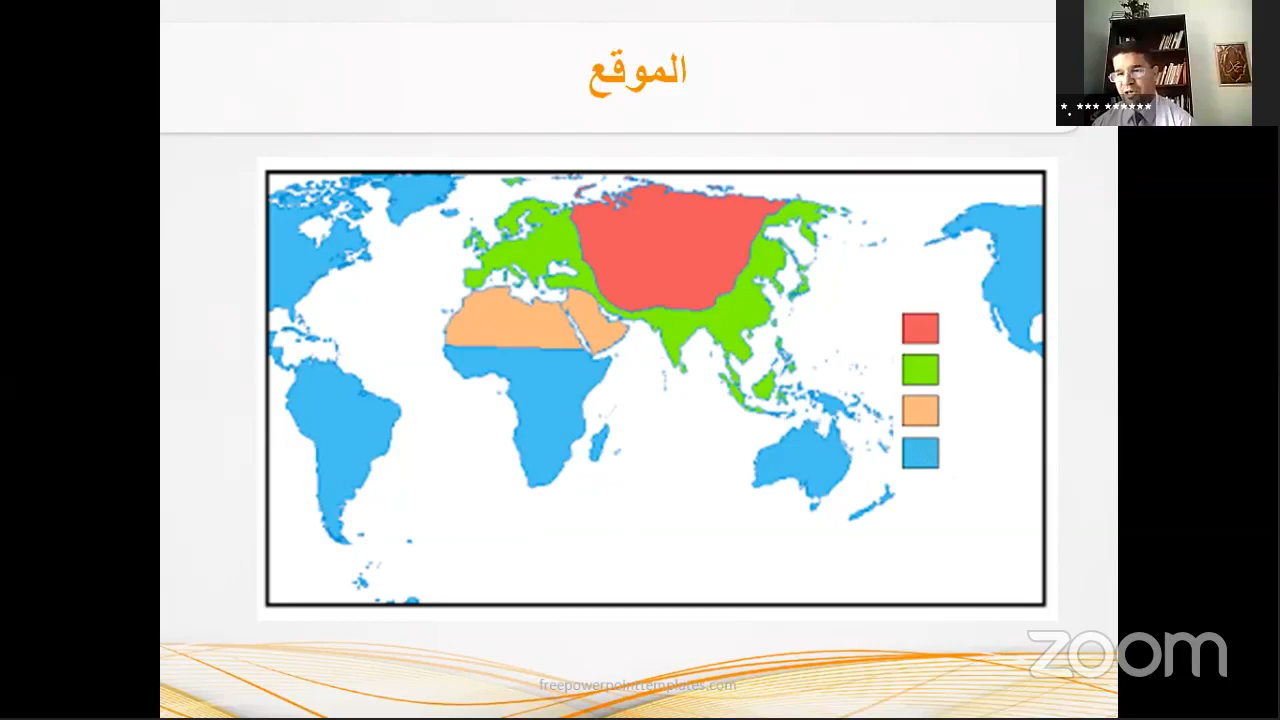 الموقع
*. *** ******
zoom
freepowerpointtemplates.com